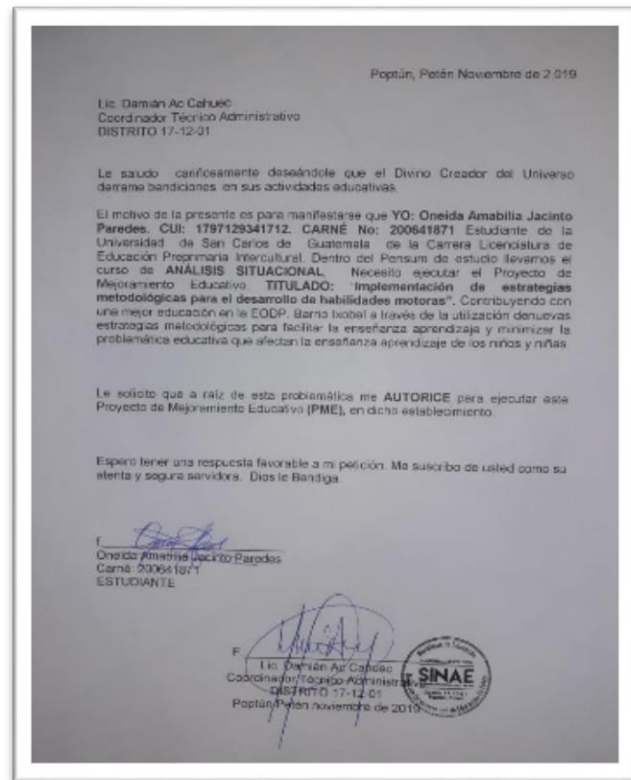 Poptún, Petén Noviembre de 2,019
Lic. Damián Ac Cahuec
Coordinador Técnico Administrativo
DISTRITO 17-12-01
Le saludo cariñosamente deseándole que el Divino Creador del Universo
derrame bendiciones en sus actividades educativas.
El motivo de la presente es para manifestarse que YO: Oneida Amabilia Jacinto
Paredes. CUI: 1797129341712. CARNÉ No: 200641871 Estudiante de la
Universidad de San Carlos de Guatemala de la Carrera Licenciatura de
Educación Preprimaria Intercultural. Dentro del Pensum de estudio llevamos el
curso de ANÁLISIS SITUACIONAL. Necesito ejecutar el Proyecto de
Mejoramiento Educativo. TITULADO: "Implementación de estrategias
metodológicas para el desarrollo de habilidades motoras". Contribuyendo con
una mejor educación en la EODP. Barrio Ixobel a través de la utilización denuevas
estrategias metodológicas para facilitar la enseñanza aprendizaje y minimizar la
problemática educativa que afectan la enseñanza aprendizaje de los niños y niñas
Le solicito que a raíz de esta problemática me AUTORICE para ejecutar este
Proyecto de Mejoramiento Educativo (PME), en dicho establecimiento.
Espero tener una respuesta favorable a mi petición. Me suscribo de usted como su
atenta y segura servidora. Dios le Bendiga.
f.
Oneida Amabilia Jacinto Paredes
Carné: 200641871
ESTUDIANTE
F.
Lic. Damián Ac Cahuec
Coordinador Técnico Administrativo
DISTRITO 17-12-01
Poptún Petén noviembre de 2019
SINAE